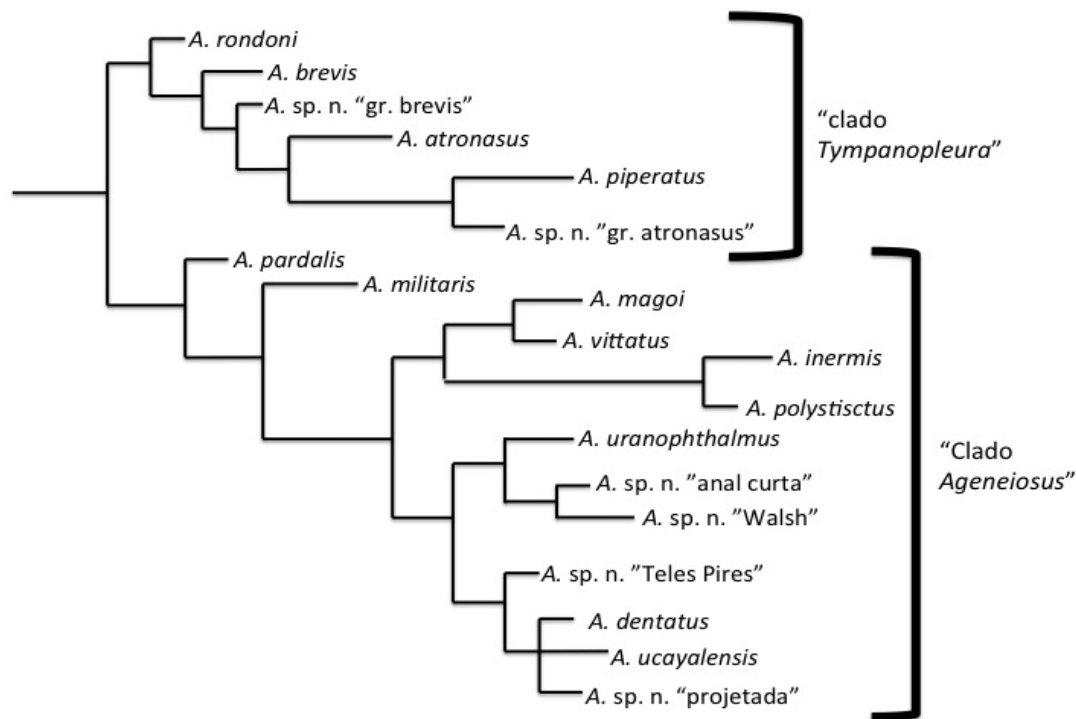 A. rondoni
A. brevis
A. sp. n. “gr. brevis”
A. atronasus
A. piperatus
A. sp. n. ”gr. atronasus”
“clado
Tympanopleura”
A. pardalis
A. militaris
A. magoi
A. vittatus
A. inermis
A. polystisctus
A. uranophthalmus
A. sp. n. ”anal curta”
A. sp. n. ”Walsh”
A. sp. n. ”Teles Pires”
A. dentatus
A. ucayalensis
A. sp. n. “projetada”
“Clado
Ageneiosus”